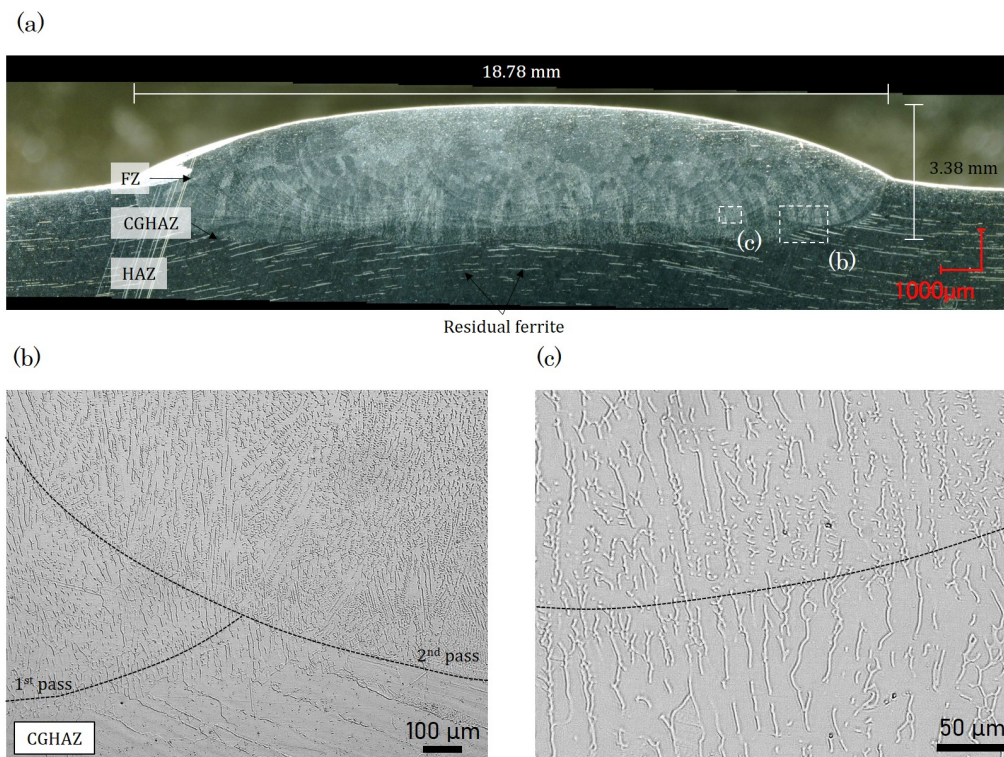 (a)
18.78 mm
FZ
3.38 mm
CGHAZ
(c)
(b)
HAZ
1000µm
Residual ferrite
(b)
(c)
1st pass
2nd pass
CGHAZ
100 µm
50 µm